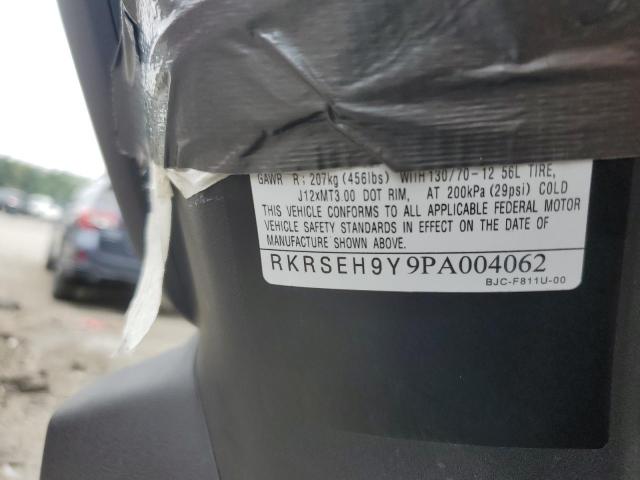 GAWR R: 207kg (456lbs) WITH 130/70-12 56L TIRE,
J12xMT3.00 DOT RIM, AT 200kPa (29psi) COLD
THIS VEHICLE CONFORMS TO ALL APPLICABLE FEDERAL MOTOR
VEHICLE SAFETY STANDARDS IN EFFECT ON THE DATE OF
MANUFACTURE SHOWN ABOVE.
RKRSEH9Y9PA004062
BJC-F811U-00